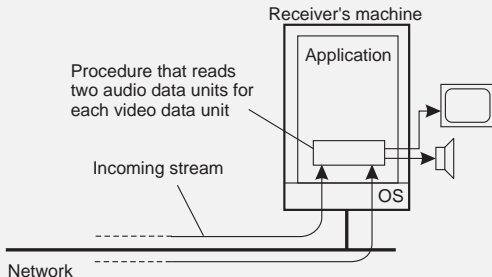 Receiver's machine
Application
Procedure that reads
two audio data units for
each video data unit
Incoming stream
OS
Network